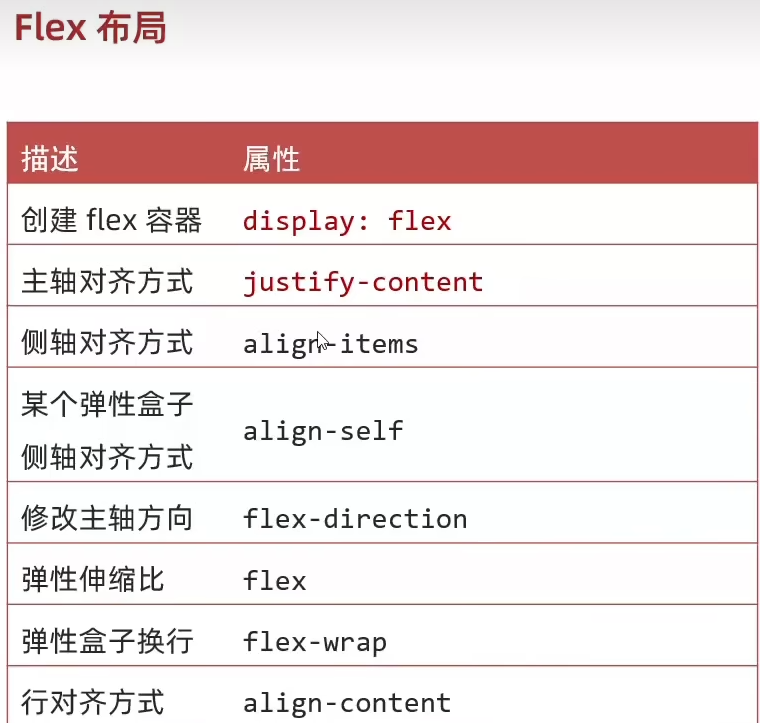 Flex 布局
描述 属性
创建 flex 容器 display: flex
主轴对齐方式 justify-content
侧轴对齐方式 align-items
某个弹性盒子
侧轴对齐方式 align-self
修改主轴方向 flex-direction
弹性伸缩比 flex
弹性盒子换行 flex-wrap
行对齐方式 align-content